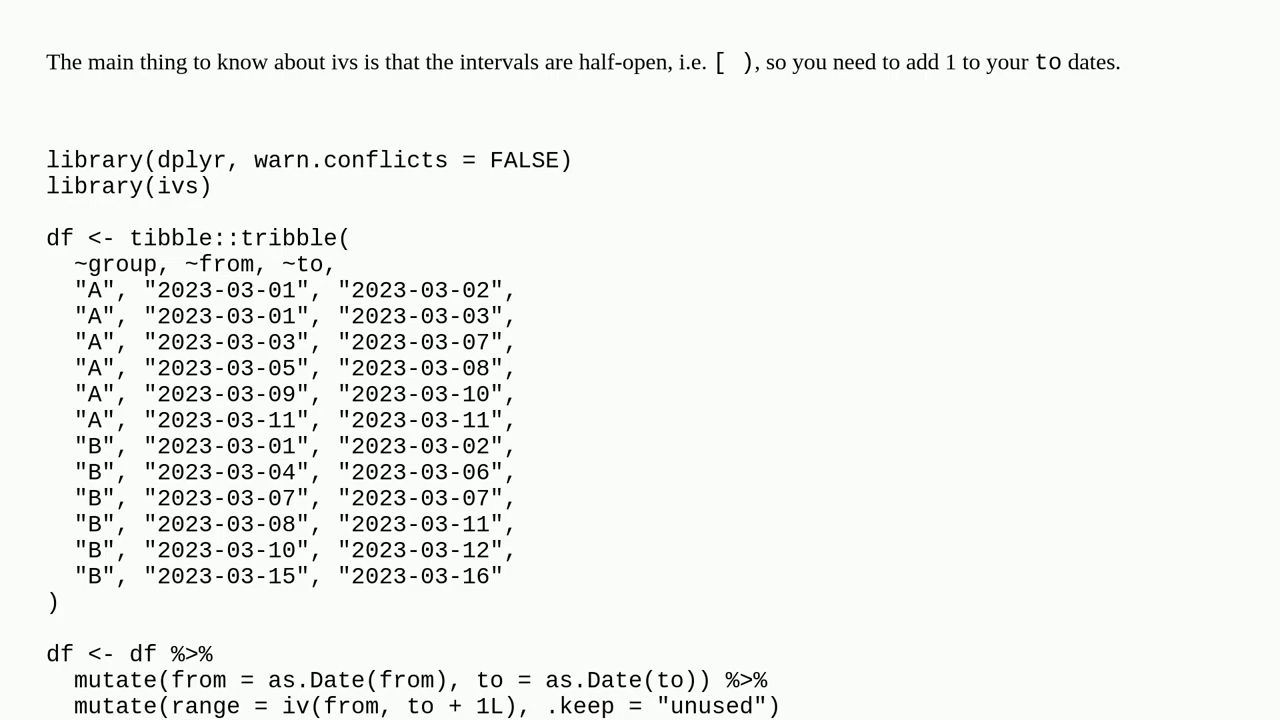 The main thing to know about ivs is that the intervals are half-open, i.e. [ ), so you need to add 1 to your to dates.
library(dplyr, warn.conflicts = FALSE)
library(ivs)
df <- tibble::tribble(
  ~group, ~from, ~to,
  "A", "2023-03-01", "2023-03-02",
  "A", "2023-03-01", "2023-03-03",
  "A", "2023-03-03", "2023-03-07",
  "A", "2023-03-05", "2023-03-08",
  "A", "2023-03-09", "2023-03-10",
  "A", "2023-03-11", "2023-03-11",
  "B", "2023-03-01", "2023-03-02",
  "B", "2023-03-04", "2023-03-06",
  "B", "2023-03-07", "2023-03-07",
  "B", "2023-03-08", "2023-03-11",
  "B", "2023-03-10", "2023-03-12",
  "B", "2023-03-15", "2023-03-16"
)
df <- df %>%
  mutate(from = as.Date(from), to = as.Date(to)) %>%
  mutate(range = iv(from, to + 1L), .keep = "unused")